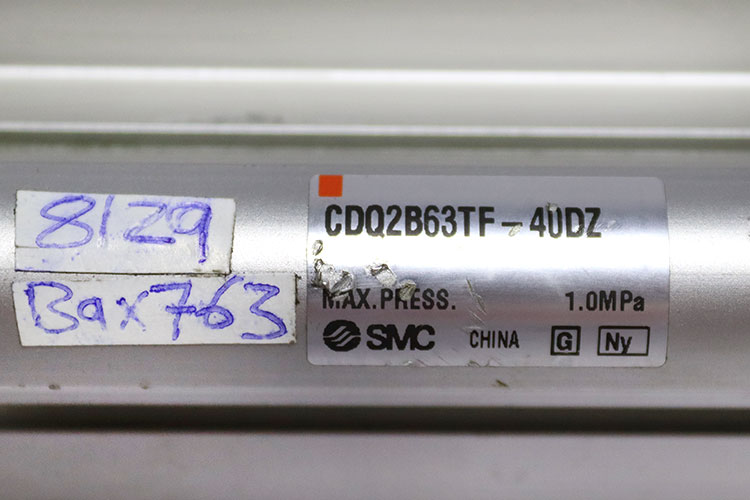 8129
Bax763
CDQ2B63TF-40DZ
MAX.PRESS. 1.0MPa
SMC CHINA G Ny